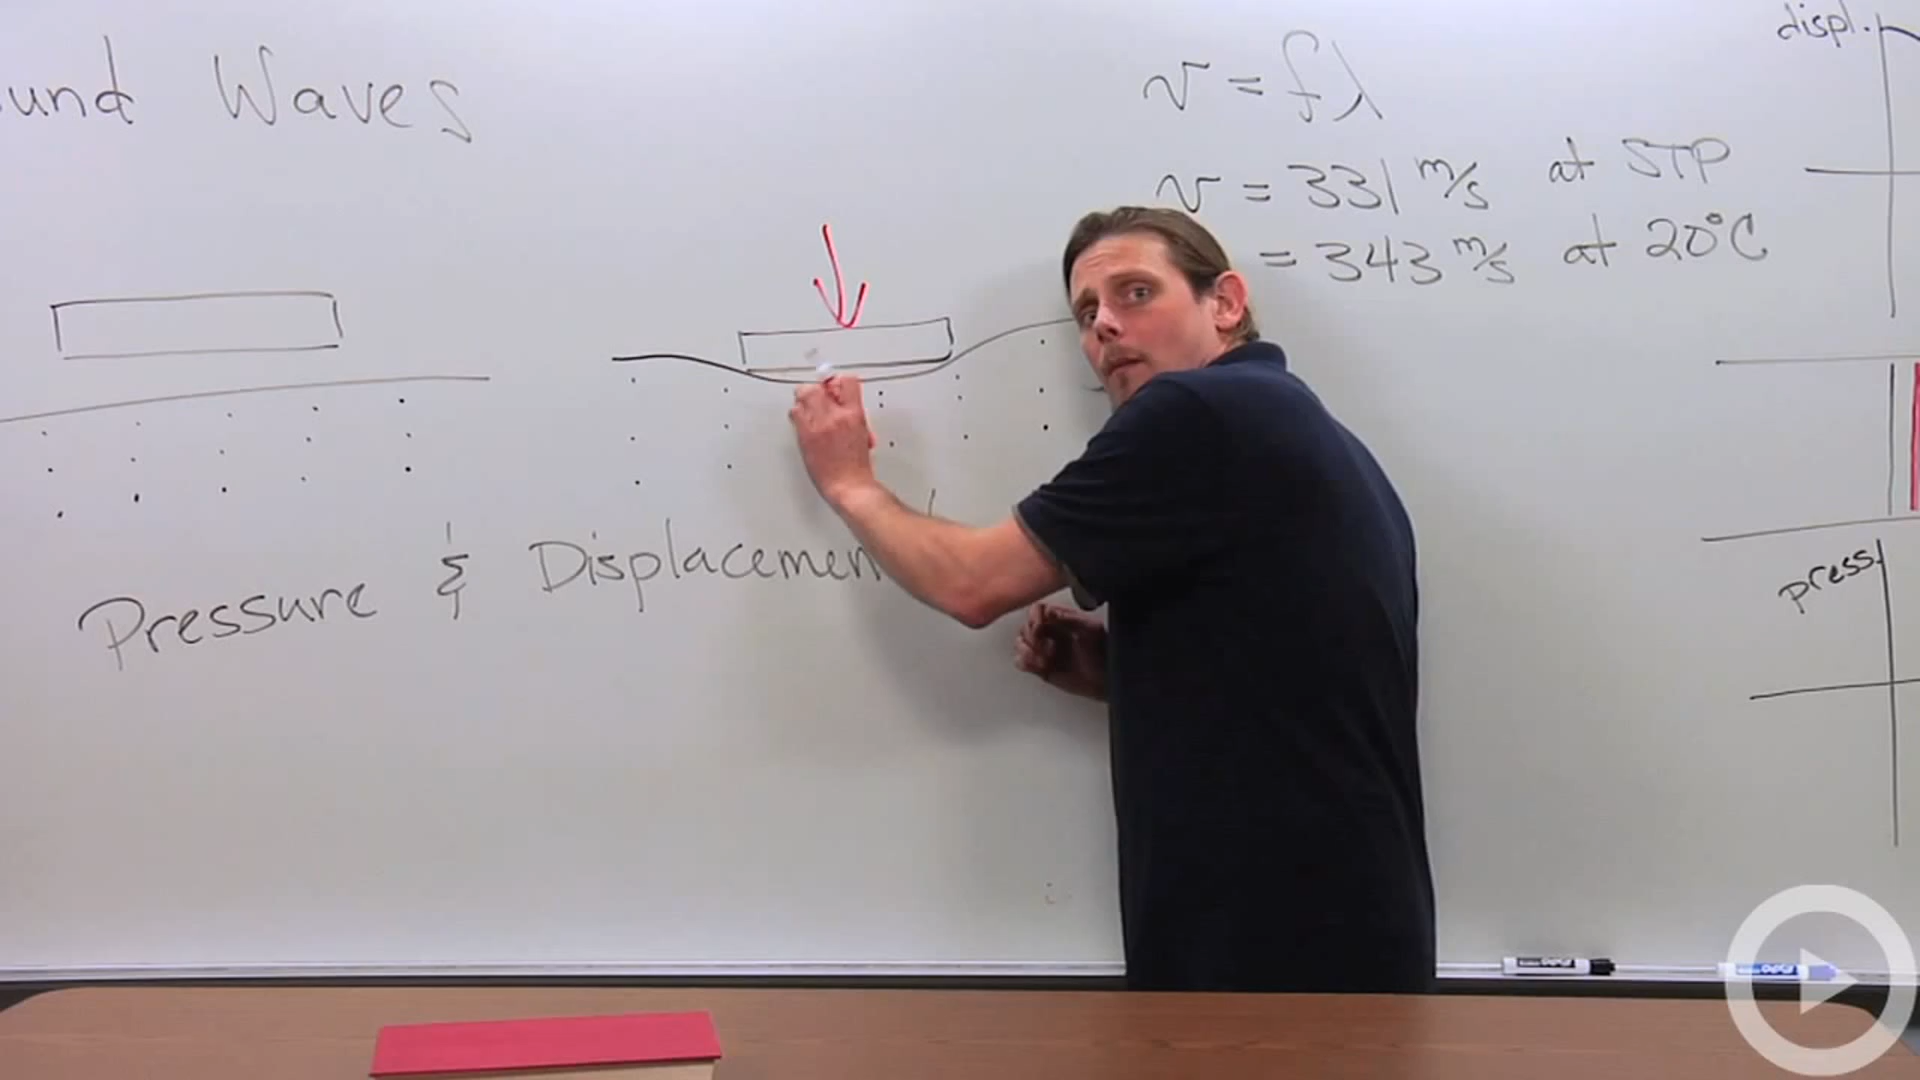 und Waves
v = fλ
v = 331 m/s at STP
= 343 m/s at 20°C
displ.
Pressure & Displacemen
press.